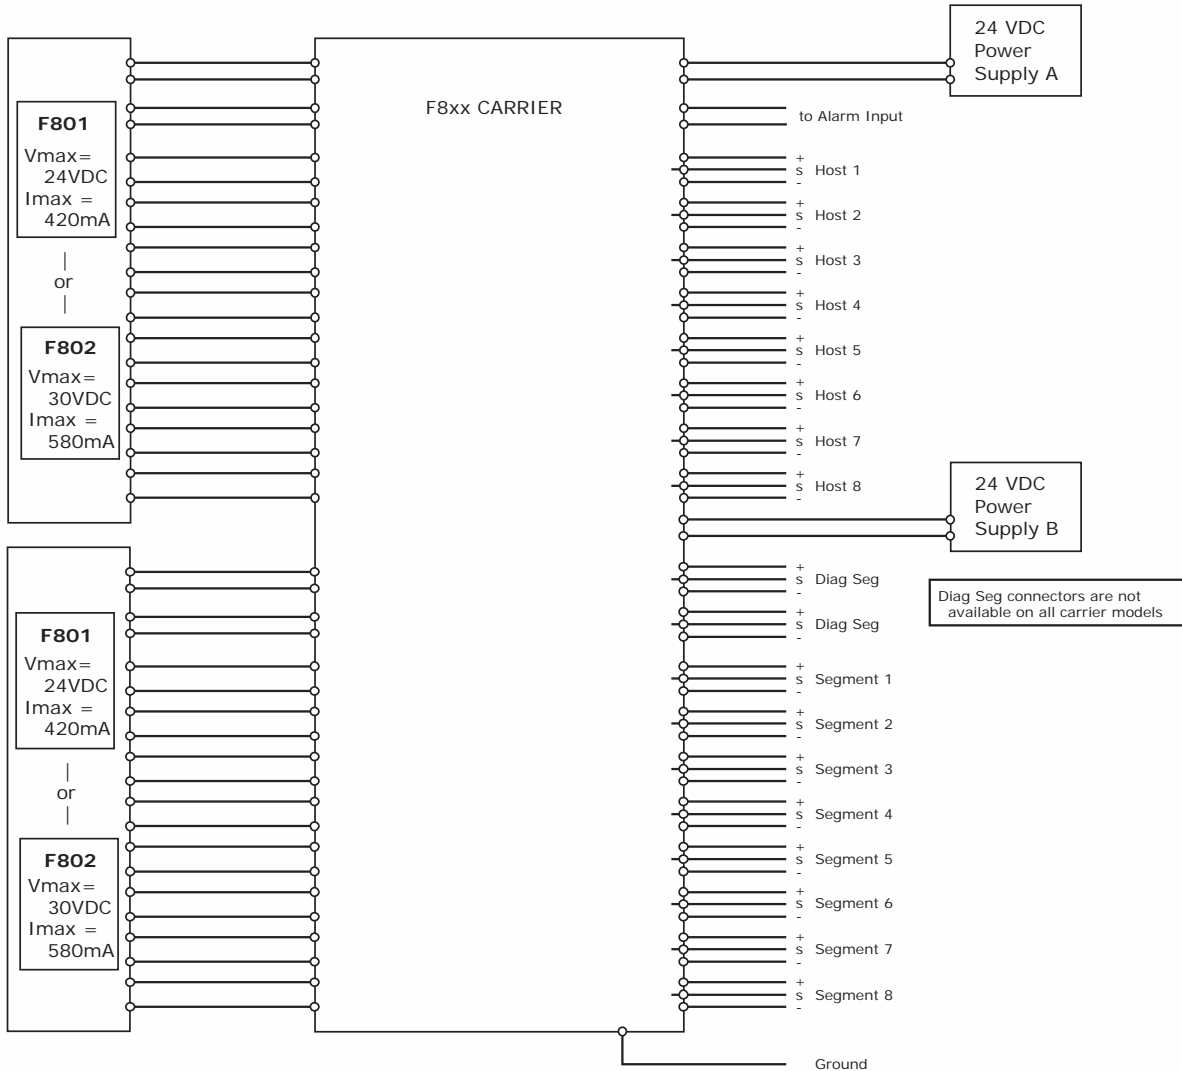 24 VDC
Power
Supply A
F8xx CARRIER
to Alarm Input
F801
Vmax=
24VDC
Imax =
420mA
|
or
|
F802
Vmax=
30VDC
Imax =
580mA
+
s Host 1
-
+
s Host 2
-
+
s Host 3
-
+
s Host 4
-
+
s Host 5
-
+
s Host 6
-
+
s Host 7
-
+
s Host 8
-
24 VDC
Power
Supply B
F801
Vmax=
24VDC
Imax =
420mA
|
or
|
F802
Vmax=
30VDC
Imax =
580mA
+
s Diag Seg
-
+
s Diag Seg
-
Diag Seg connectors are not
available on all carrier models
+
s Segment 1
-
+
s Segment 2
-
+
s Segment 3
-
+
s Segment 4
-
+
s Segment 5
-
+
s Segment 6
-
+
s Segment 7
-
+
s Segment 8
-
Ground